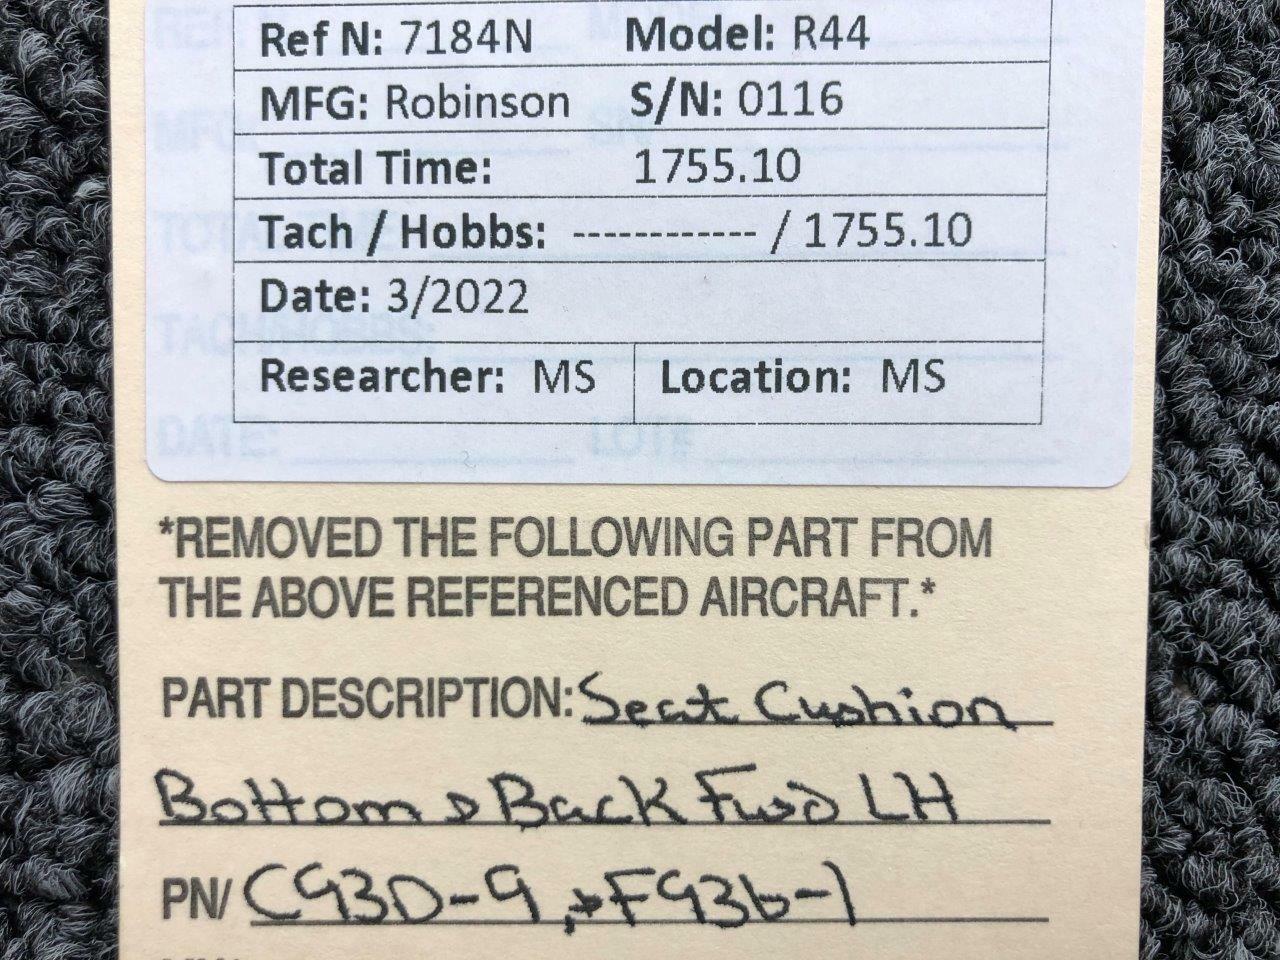 Ref N: 7184N Model: R44
MFG: Robinson S/N: 0116
Total Time: 1755.10
Tach / Hobbs: ------------ / 1755.10
Date: 3/2022
Researcher: MS Location: MS
*REMOVED THE FOLLOWING PART FROM
THE ABOVE REFERENCED AIRCRAFT.*
PART DESCRIPTION: Seat Cushion
Bottom & Back Fwd LH
PN/ C930-9, & F936-1